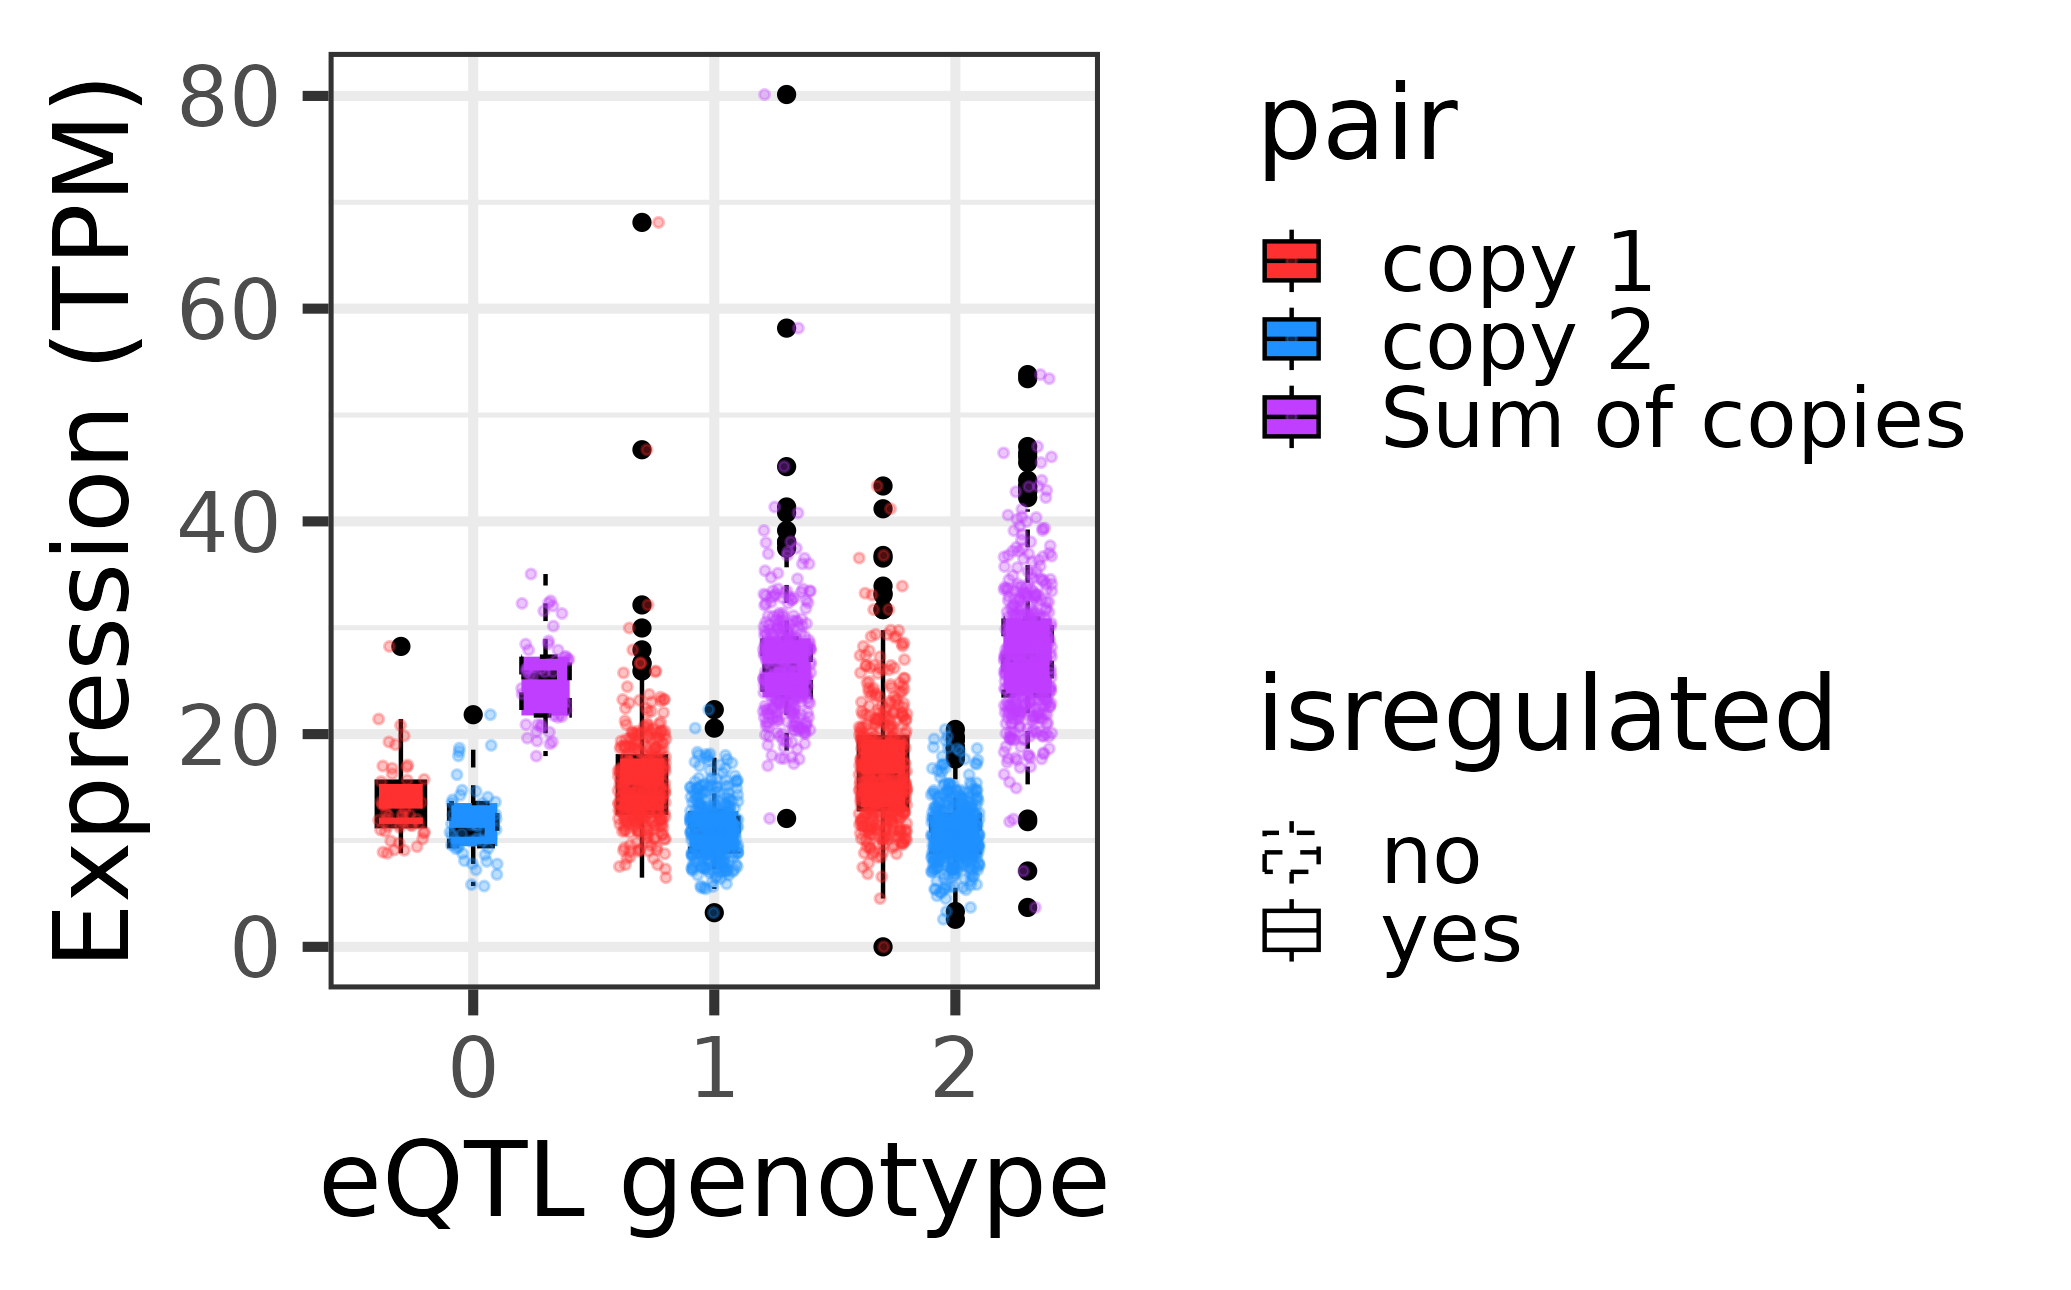 Expression (TPM)
80
60
40
20
0
0 1 2
eQTL genotype
pair
copy 1
copy 2
Sum of copies
isregulated
no
yes